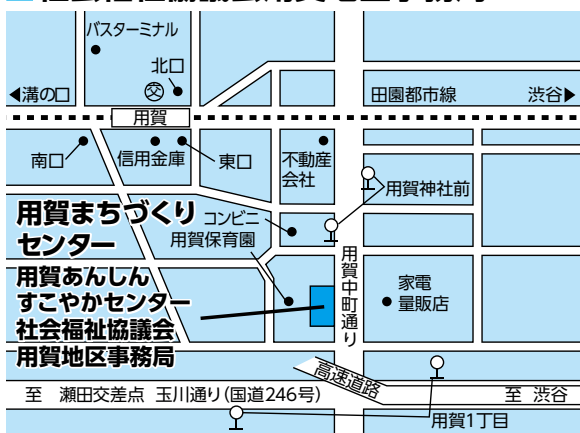 バスターミナル
北口
交
◀溝の口
田園都市線
渋谷▶
用賀
南口
信用金庫
東口
不動産
会社
用賀神社前
用賀まちづくり
センター
コンビニ
用賀保育園
用賀中町通り
用賀あんしん
すこやかセンター
社会福祉協議会
用賀地区事務局
家電
量販店
高速道路
至 瀬田交差点 玉川通り(国道246号)
至 渋谷
用賀1丁目